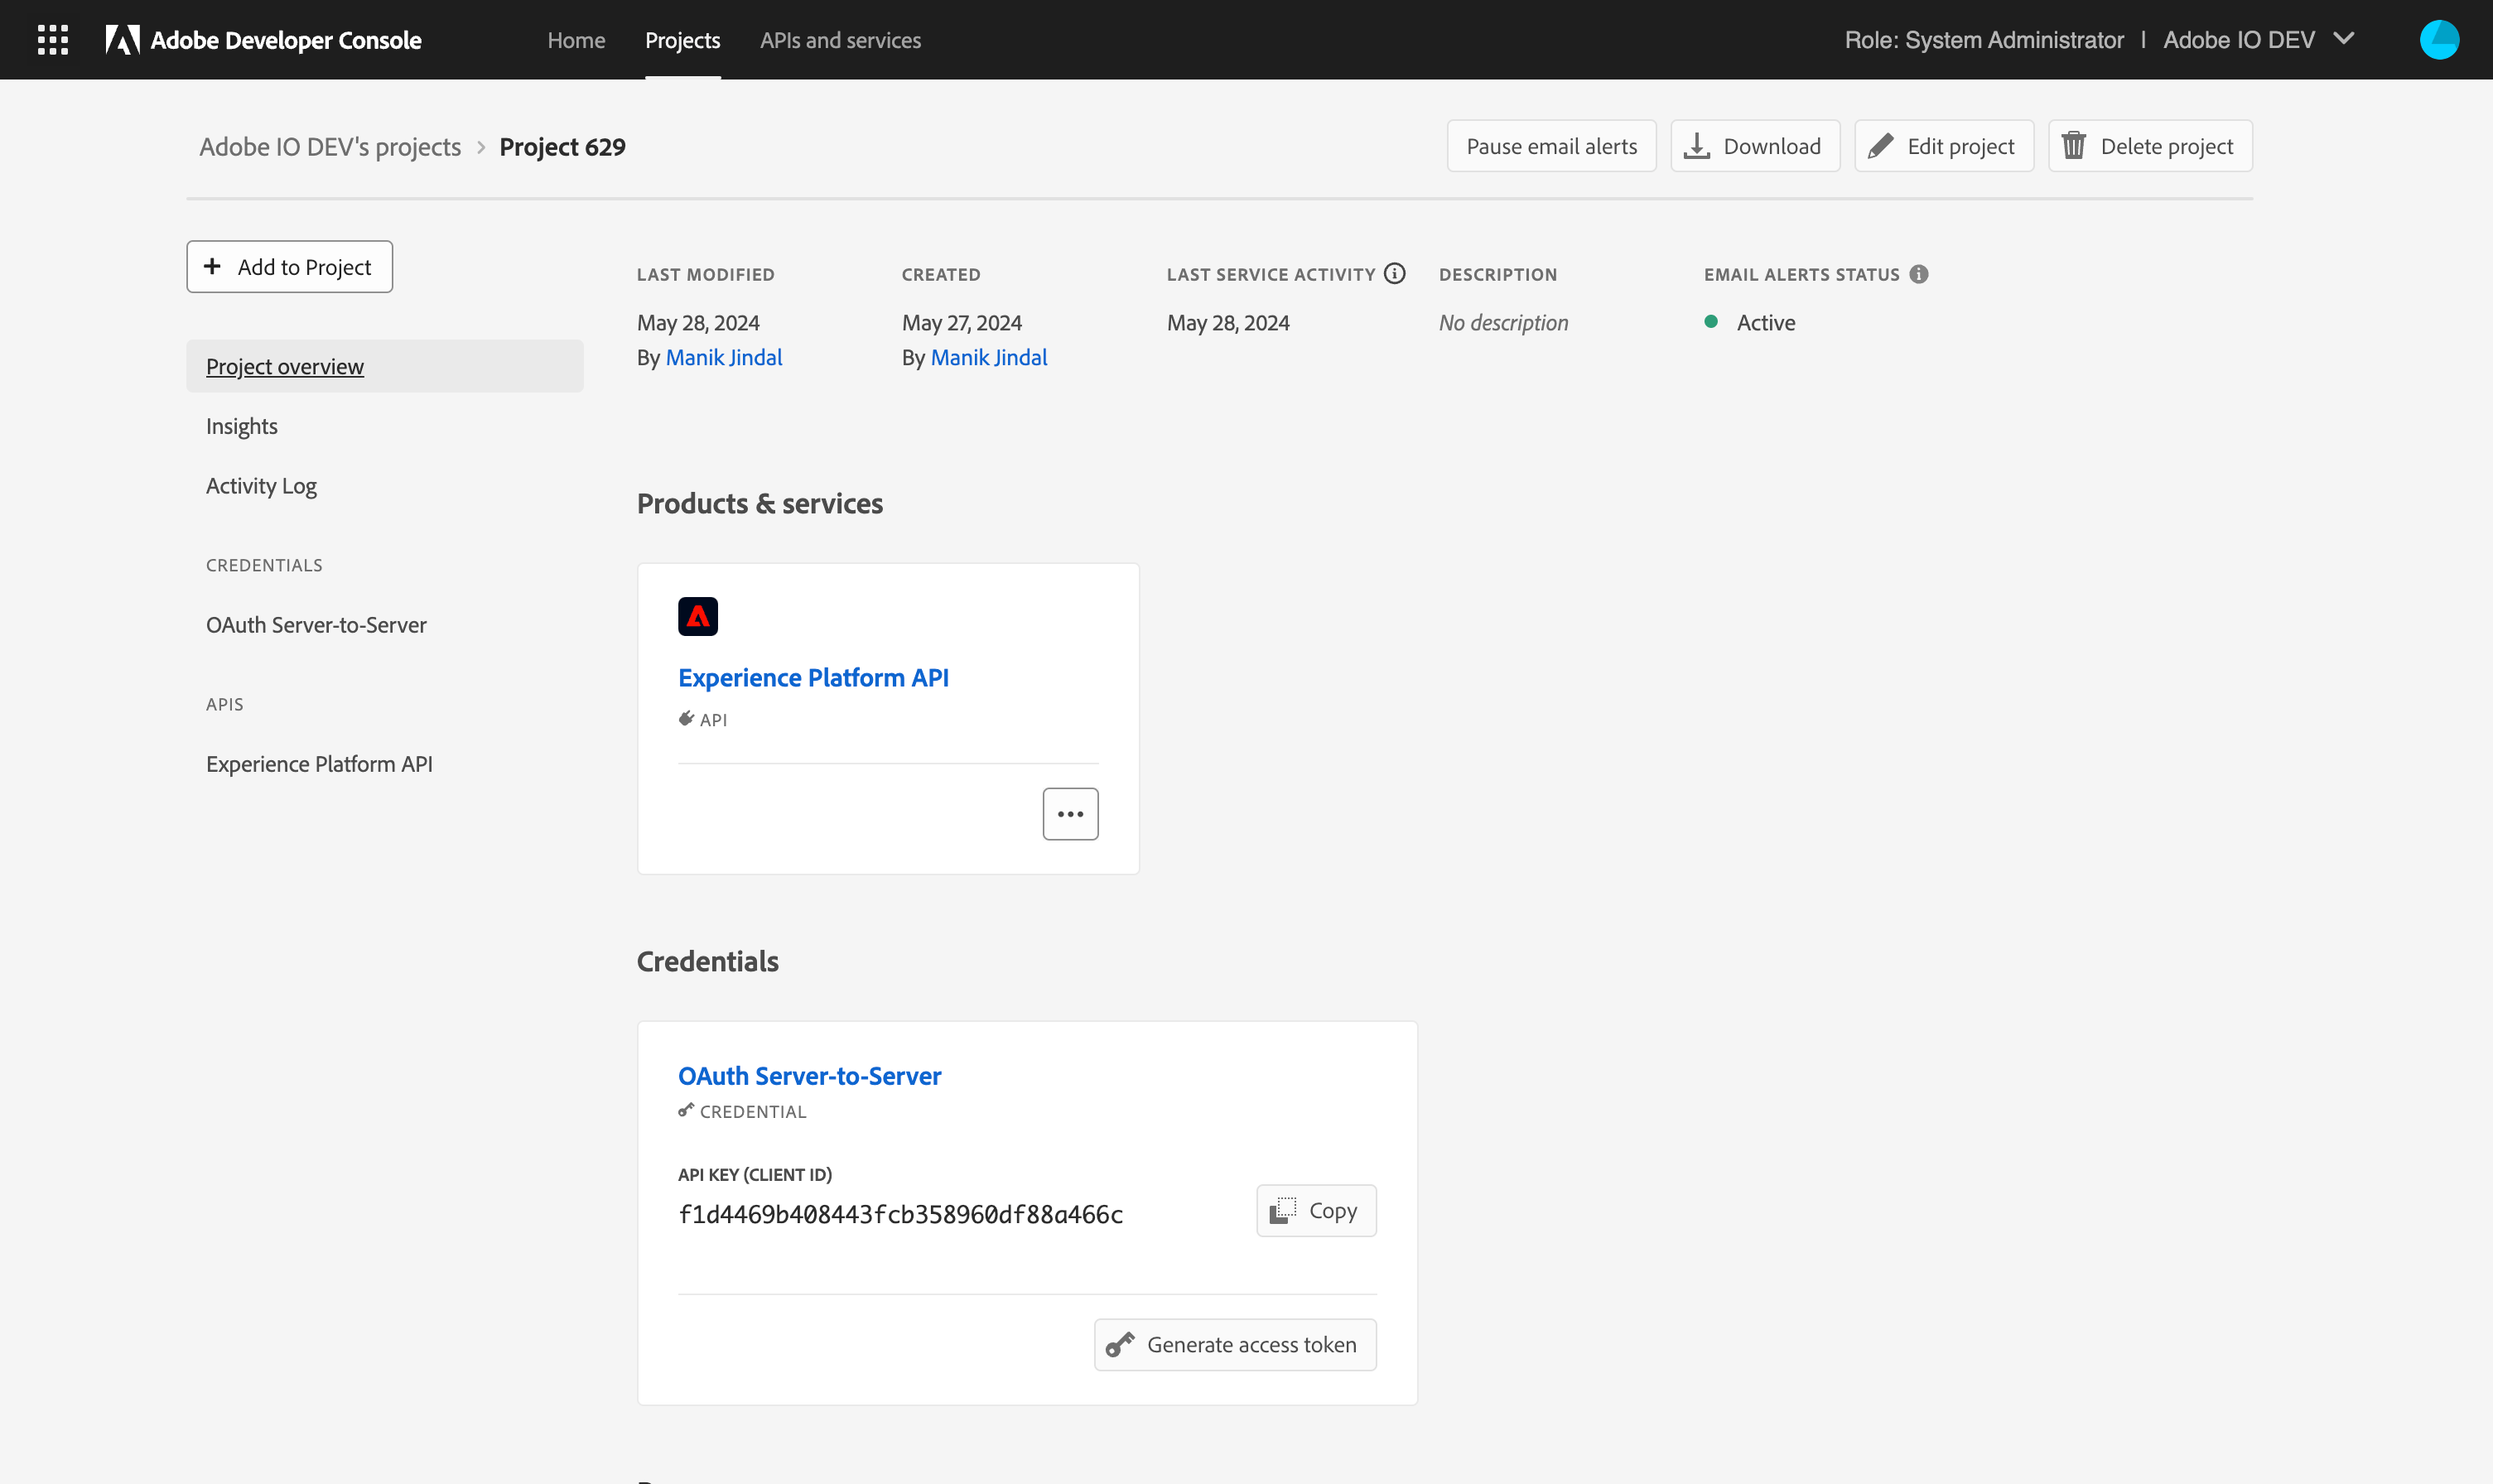 Adobe Developer Console
Home
Projects
APIs and services
Role: System Administrator | Adobe IO DEV
Adobe IO DEV's projects > Project 629
Pause email alerts
Download
Edit project
Delete project
+ Add to Project
Project overview
Insights
Activity Log
CREDENTIALS
OAuth Server-to-Server
APIS
Experience Platform API
LAST MODIFIED
May 28, 2024
By Manik Jindal
CREATED
May 27, 2024
By Manik Jindal
LAST SERVICE ACTIVITY
May 28, 2024
DESCRIPTION
No description
EMAIL ALERTS STATUS
Active
Products & services
Experience Platform API
API
Credentials
OAuth Server-to-Server
CREDENTIAL
API KEY (CLIENT ID)
f1d4469b408443fcb358960df88a466c
Copy
Generate access token